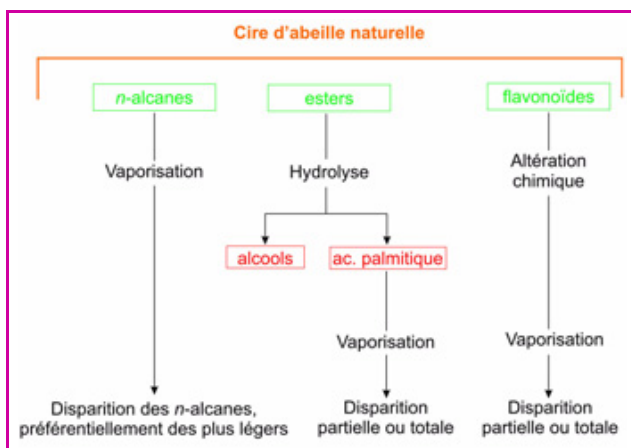 Cire d'abeille naturelle
n-alcanes
esters
flavonoïdes
Vaporisation
Hydrolyse
Altération
chimique
alcools
ac. palmitique
Vaporisation
Vaporisation
Disparition des n-alcanes,
préférentiellement des plus légers
Disparition
partielle ou totale
Disparition
partielle ou totale